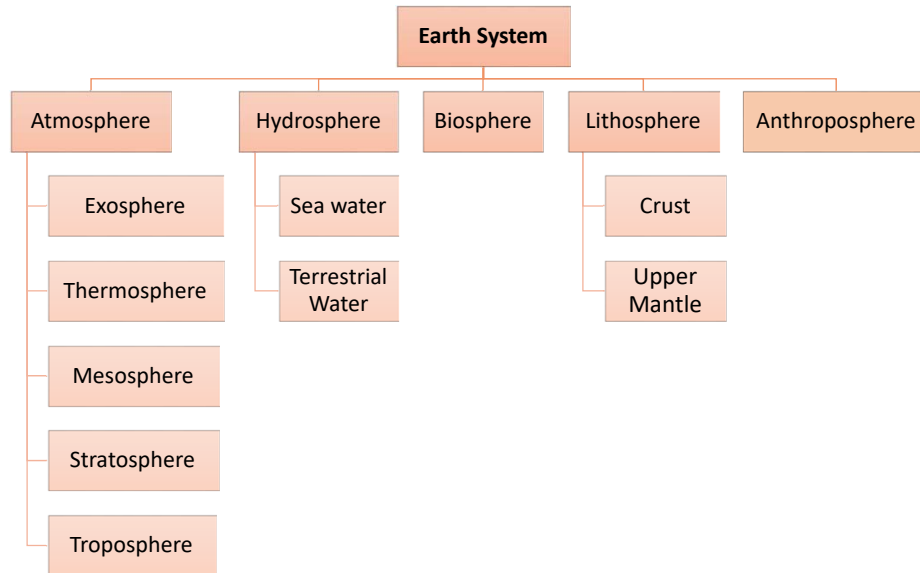 Earth System
Atmosphere
Hydrosphere
Biosphere
Lithosphere
Anthroposphere
Exosphere
Sea water
Crust
Thermosphere
Terrestrial
Water
Upper
Mantle
Mesosphere
Stratosphere
Troposphere